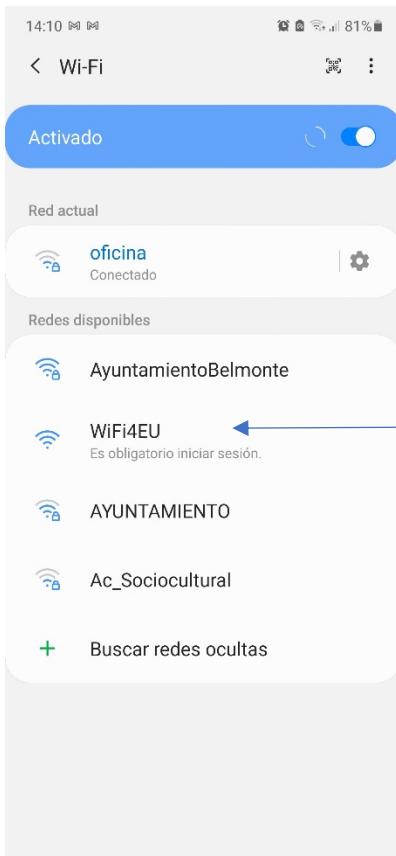 14:10 81%
Wi-Fi
Activado
Red actual
oficina
Conectado
Redes disponibles
AyuntamientoBelmonte
WiFi4EU
Es obligatorio iniciar sesión.
AYUNTAMIENTO
Ac_Sociocultural
Buscar redes ocultas